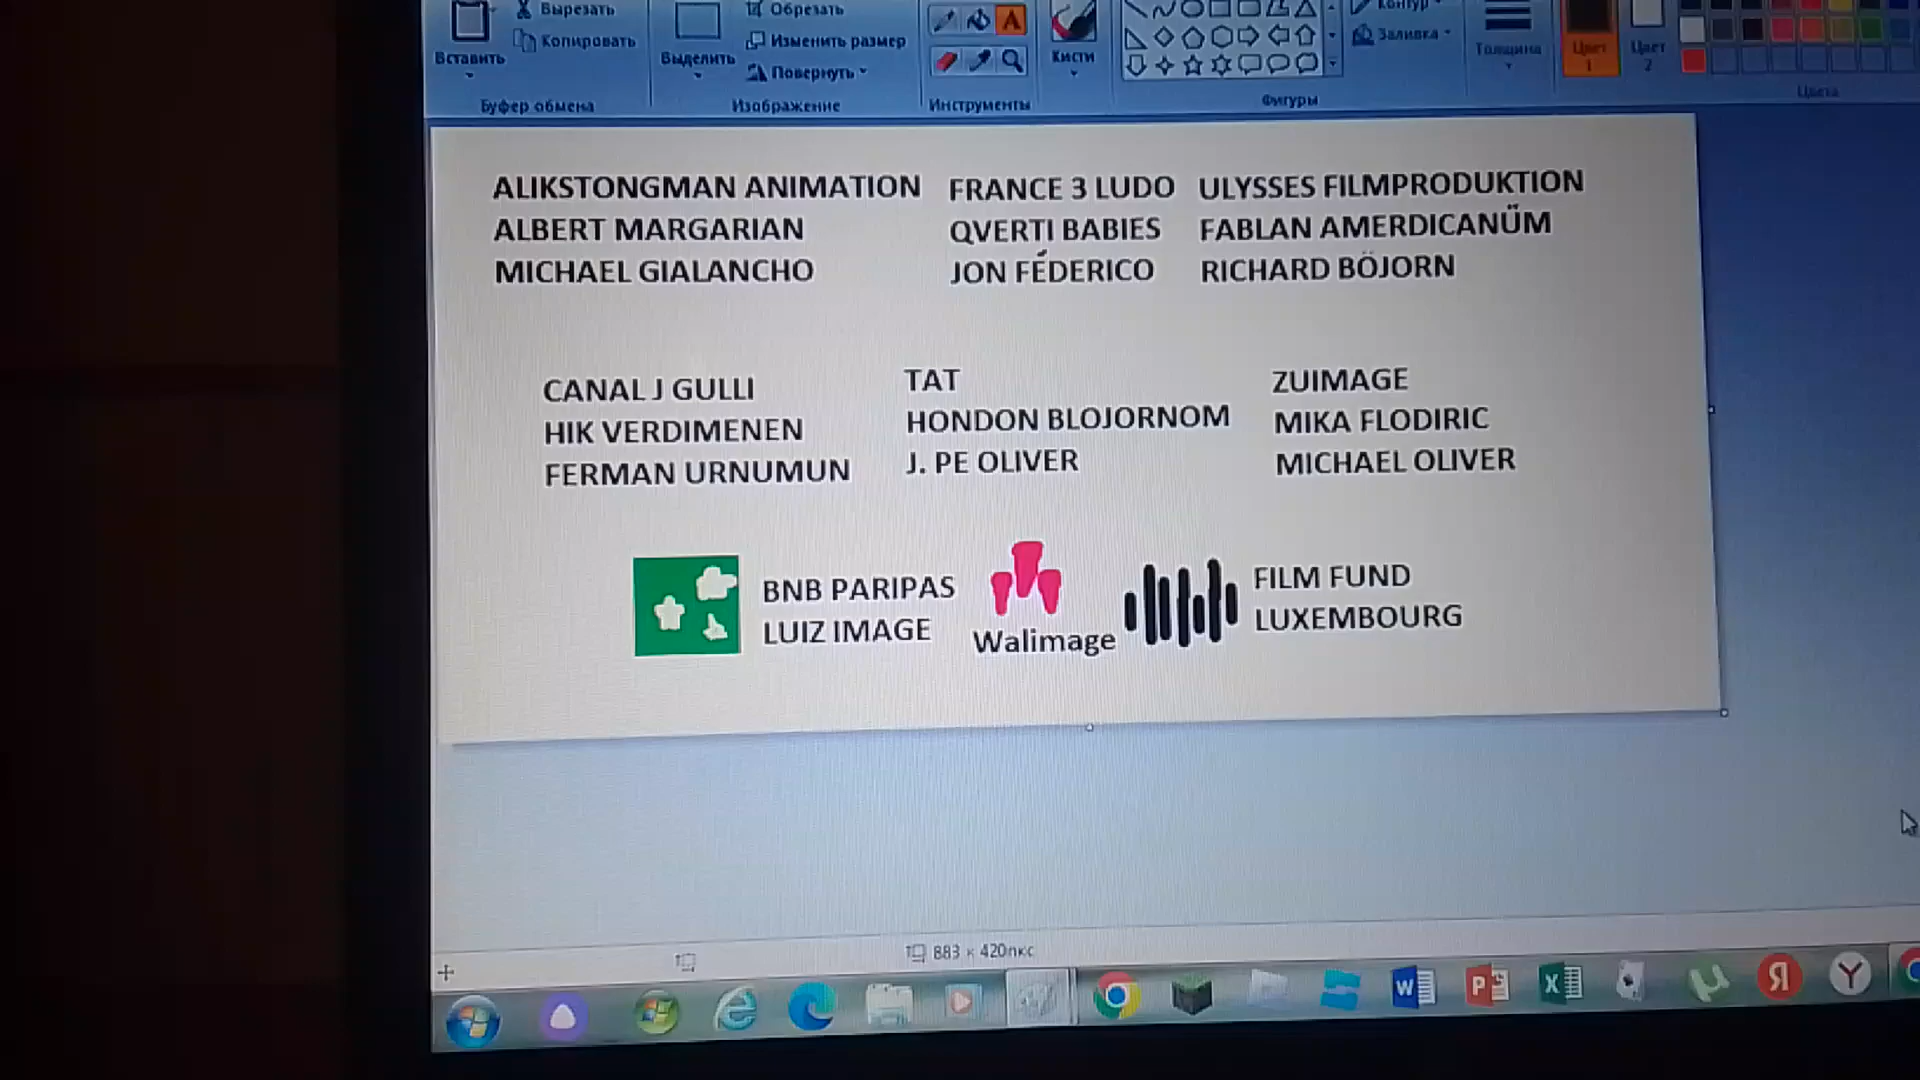 Вырезать
Копировать
Вставить
Буфер обмена
Обрезать
Изменить размер
Повернуть
Выделить
Изображение
A
Инструменты
Кисти
Фигуры
Контур
Заливка
Толщина
Цвет 1
Цвет 2
Цвета
ALIKSTONGMAN ANIMATION
ALBERT MARGARIAN
MICHAEL GIALANCHO
FRANCE 3 LUDO
QVERTI BABIES
JON FÉDERICO
ULYSSES FILMPRODUKTION
FABLAN AMERDICANŰM
RICHARD BÖJORN
CANAL J GULLI
HIK VERDIMENEN
FERMAN URNUMUN
TAT
HONDON BLOJORNOM
J. PE OLIVER
ZUIMAGE
MIKA FLODIRIC
MICHAEL OLIVER
BNB PARIPAS
LUIZ IMAGE
Walimage
FILM FUND
LUXEMBOURG
883 × 420пкс